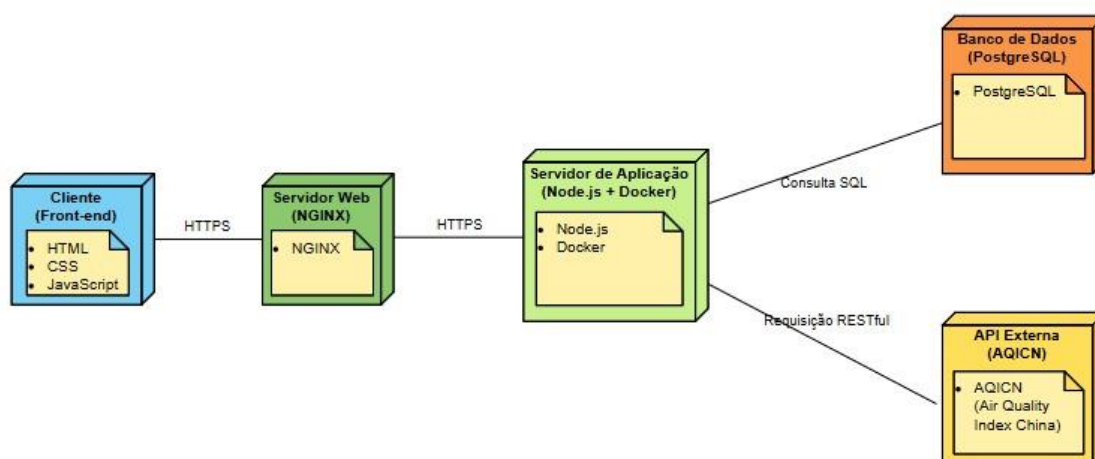 Cliente
(Front-end)
• HTML
• CSS
• JavaScript
HTTPS
Servidor Web
(NGINX)
• NGINX
HTTPS
Servidor de Aplicação
(Node.js + Docker)
• Node.js
• Docker
Consulta SQL
Requisição RESTful
Banco de Dados
(PostgreSQL)
• PostgreSQL
API Externa
(AQICN)
• AQICN
(Air Quality
Index China)